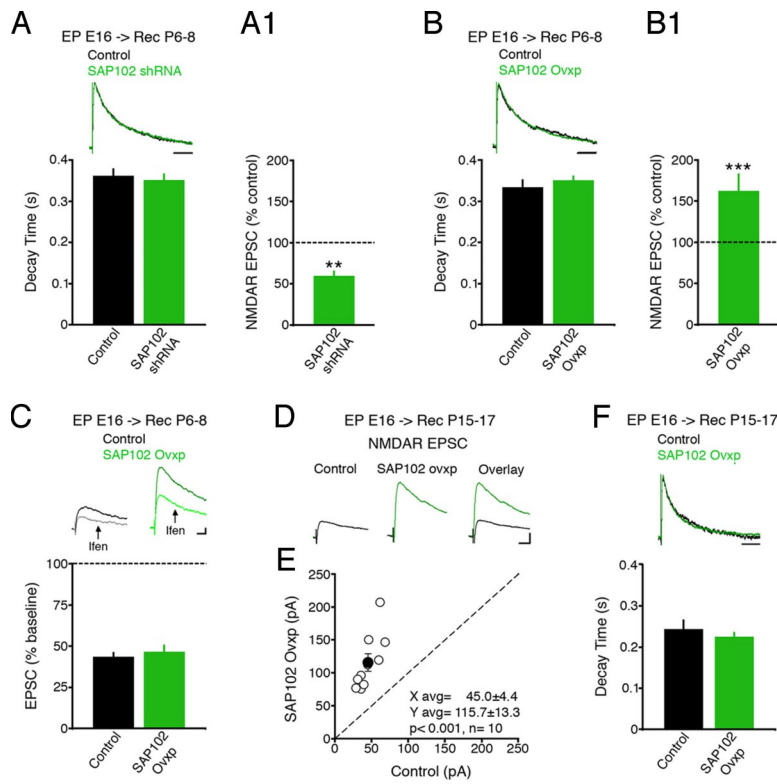 A
EP E16 -> Rec P6-8
Control
SAP102 shRNA
Decay Time (s)
0.4
0.3
0.2
0.1
0
Control
SAP102
shRNA
A1
NMDAR EPSC (% control)
200
150
100
50
0
**
SAP102
shRNA
B
EP E16 -> Rec P6-8
Control
SAP102 Ovxp
Decay Time (s)
0.4
0.3
0.2
0.1
0
Control
SAP102
Ovxp
B1
NMDAR EPSC (% control)
200
150
100
50
0
***
SAP102
Ovxp
C
EP E16 -> Rec P6-8
Control
SAP102 Ovxp
Ifen
Ifen
EPSC (% baseline)
100
75
50
25
0
Control
SAP102
Ovxp
D
EP E16 -> Rec P15-17
NMDAR EPSC
Control SAP102 ovxp Overlay
E
SAP102 Ovxp (pA)
250
200
150
100
50
0
X avg= 45.0±4.4
Y avg= 115.7±13.3
p< 0.001, n= 10
0 50 100 150 200 250
Control (pA)
F
EP E16 -> Rec P15-17
Control
SAP102 Ovxp
Decay Time (s)
0.4
0.3
0.2
0.2
0
Control
SAP102
Ovxp